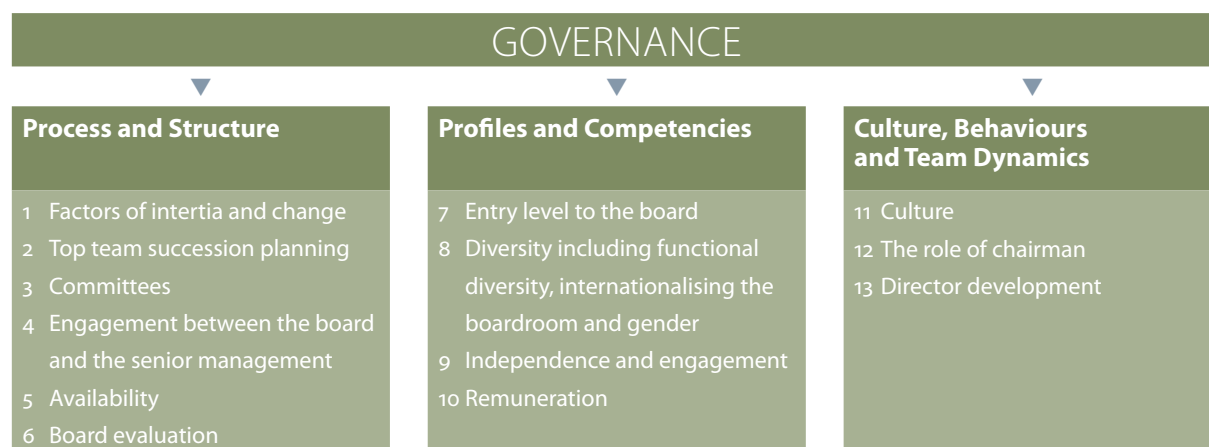 GOVERNANCE
Process and Structure
1 Factors of intertia and change
2 Top team succession planning
3 Committees
4 Engagement between the board
and the senior management
5 Availability
6 Board evaluation
Profiles and Competencies
7 Entry level to the board
8 Diversity including functional
diversity, internationalising the
boardroom and gender
9 Independence and engagement
10 Remuneration
Culture, Behaviours
and Team Dynamics
11 Culture
12 The role of chairman
13 Director development